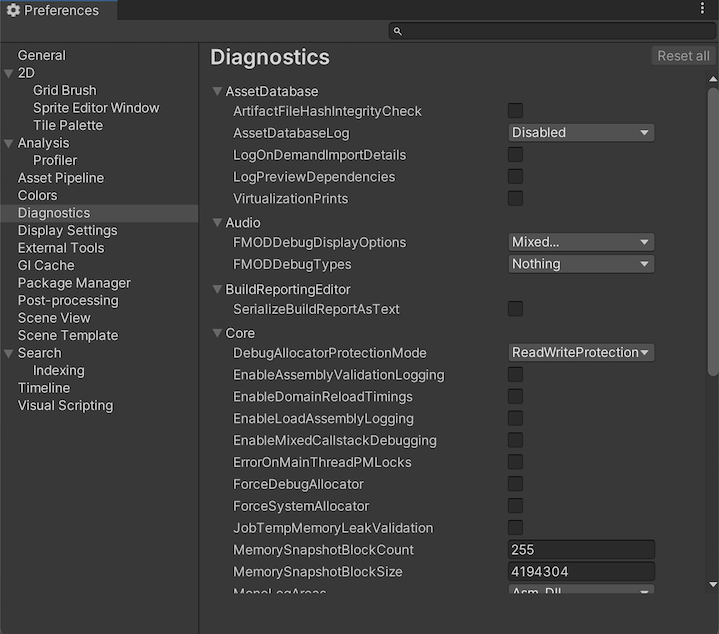 Preferences
General
2D
Grid Brush
Sprite Editor Window
Tile Palette
Analysis
Profiler
Asset Pipeline
Colors
Diagnostics
Display Settings
External Tools
GI Cache
Package Manager
Post-processing
Scene View
Scene Template
Search
Indexing
Timeline
Visual Scripting
Diagnostics Reset all
AssetDatabase
ArtifactFileHashIntegrityCheck
AssetDatabaseLog Disabled
LogOnDemandImportDetails
LogPreviewDependencies
VirtualizationPrints
Audio
FMODDebugDisplayOptions Mixed...
FMODDebugTypes Nothing
BuildReportingEditor
SerializeBuildReportAsText
Core
DebugAllocatorProtectionMode ReadWriteProtection
EnableAssemblyValidationLogging
EnableDomainReloadTimings
EnableLoadAssemblyLogging
EnableMixedCallstackDebugging
ErrorOnMainThreadPMLocks
ForceDebugAllocator
ForceSystemAllocator
JobTempMemoryLeakValidation
MemorySnapshotBlockCount 255
MemorySnapshotBlockSize 4194304
MonoLogAreas